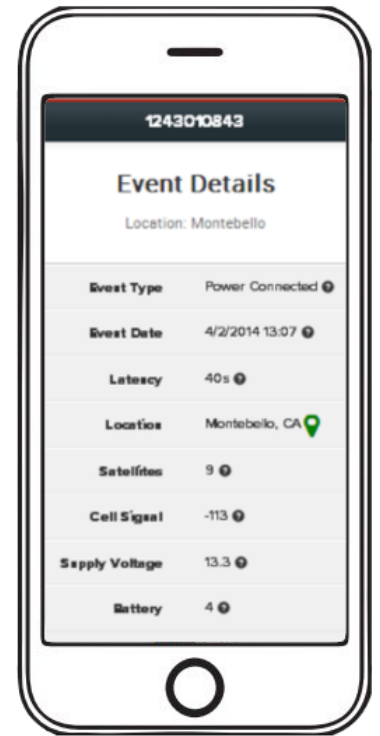 1243010843
Event Details
Location: Montebello
Event Type Power Connected
Event Date 4/2/2014 13:07
Latency 40s
Location Montebello, CA
Satellites 9
Cell Signal -113
Supply Voltage 13.3
Battery 4